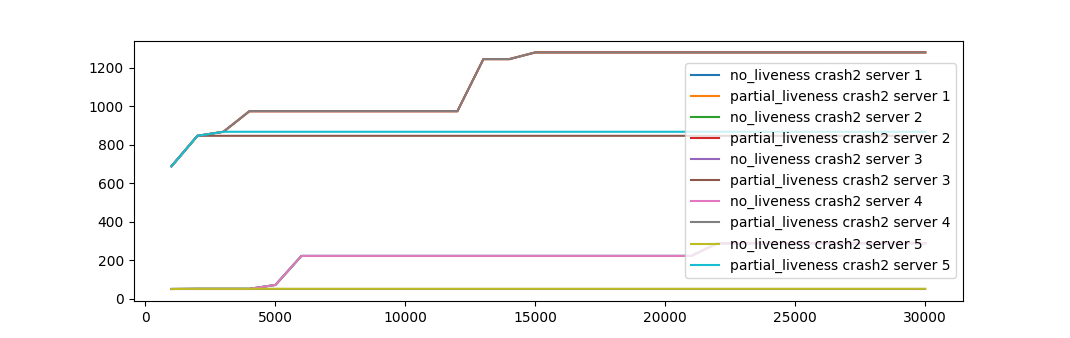 1200
1000
800
600
400
200
0
no_liveness crash2 server 1
partial_liveness crash2 server 1
no_liveness crash2 server 2
partial_liveness crash2 server 2
no_liveness crash2 server 3
partial_liveness crash2 server 3
no_liveness crash2 server 4
partial_liveness crash2 server 4
no_liveness crash2 server 5
partial_liveness crash2 server 5
0 5000 10000 15000 20000 25000 30000